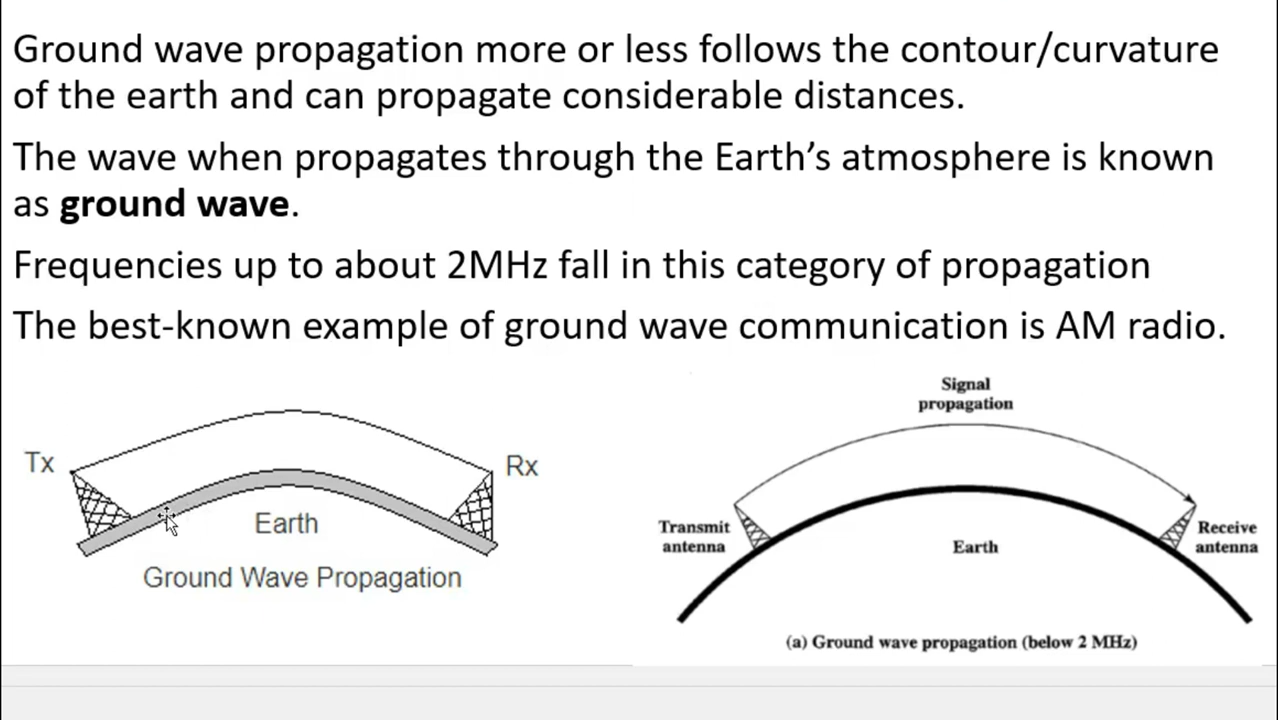 Ground wave propagation more or less follows the contour/curvature
of the earth and can propagate considerable distances.
The wave when propagates through the Earth’s atmosphere is known
as ground wave.
Frequencies up to about 2MHz fall in this category of propagation
The best-known example of ground wave communication is AM radio.
Tx
Rx
Earth
Ground Wave Propagation
Signal
propagation
Transmit
antenna
Earth
Receive
antenna
(a) Ground wave propagation (below 2 MHz)